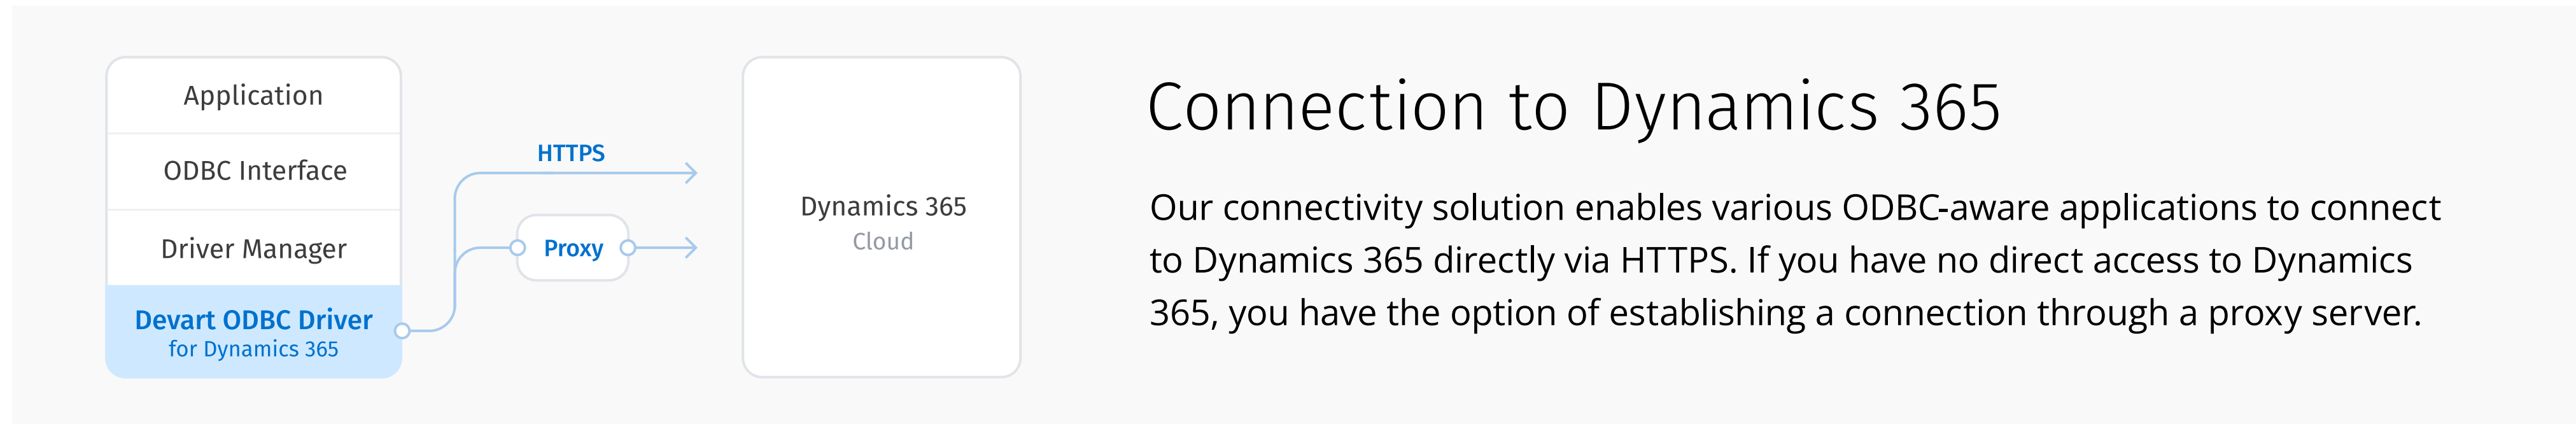 Application
ODBC Interface
Driver Manager
Devart ODBC Driver
for Dynamics 365
HTTPS
Proxy
Dynamics 365
Cloud
Connection to Dynamics 365
Our connectivity solution enables various ODBC-aware applications to connect
to Dynamics 365 directly via HTTPS. If you have no direct access to Dynamics
365, you have the option of establishing a connection through a proxy server.